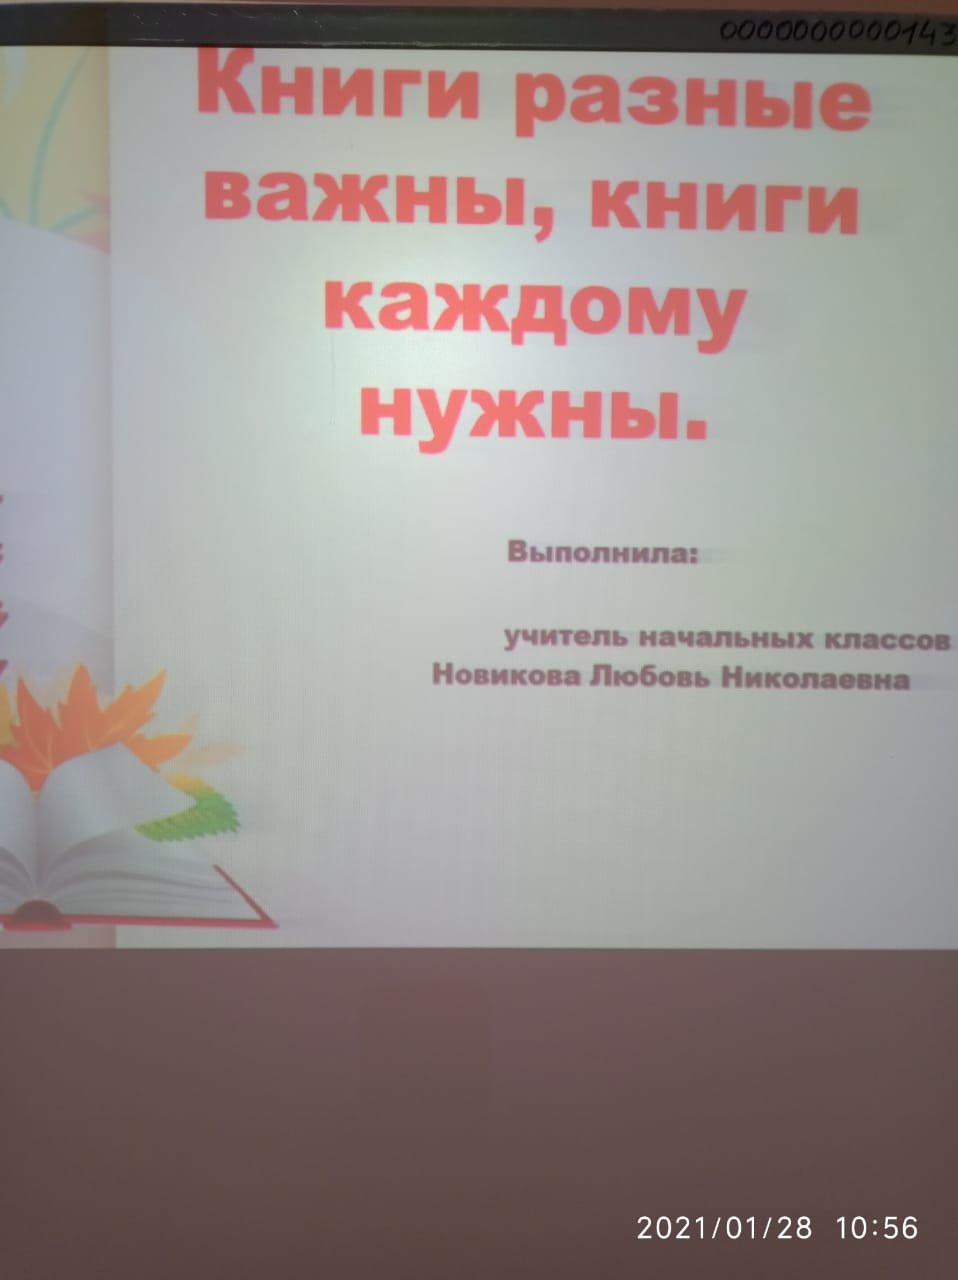 0000000000143
Книги разные
важны, книги
каждому
нужны.
Выполнила:
учитель начальных классов
Новикова Любовь Николаевна
2021/01/28 10:56